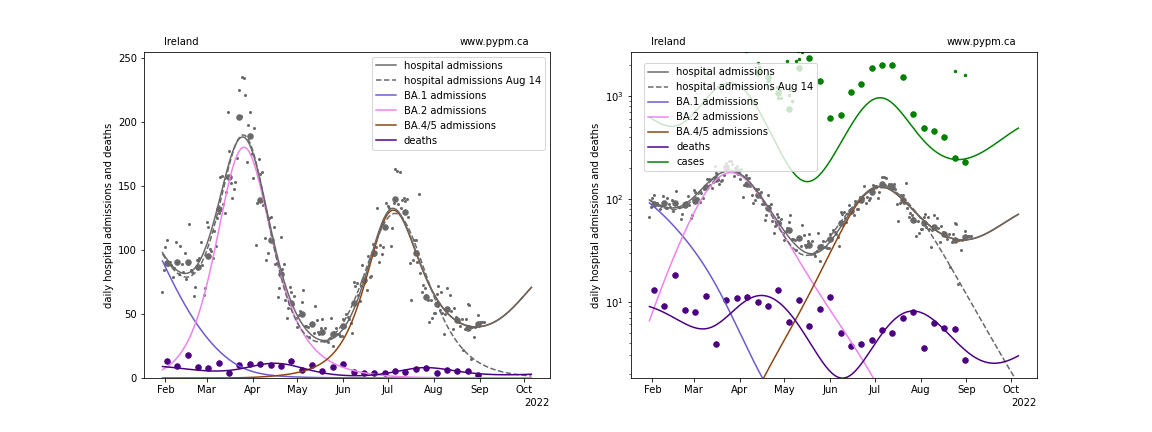 Ireland www.pypm.ca
daily hospital admissions and deaths
250
200
150
100
50
0
hospital admissions
hospital admissions Aug 14
BA.1 admissions
BA.2 admissions
BA.4/5 admissions
deaths
Feb Mar Apr May Jun Jul Aug Sep Oct
2022
Ireland www.pypm.ca
daily hospital admissions and deaths
10³
10²
10¹
hospital admissions
hospital admissions Aug 14
BA.1 admissions
BA.2 admissions
BA.4/5 admissions
deaths
cases
Feb Mar Apr May Jun Jul Aug Sep Oct
2022